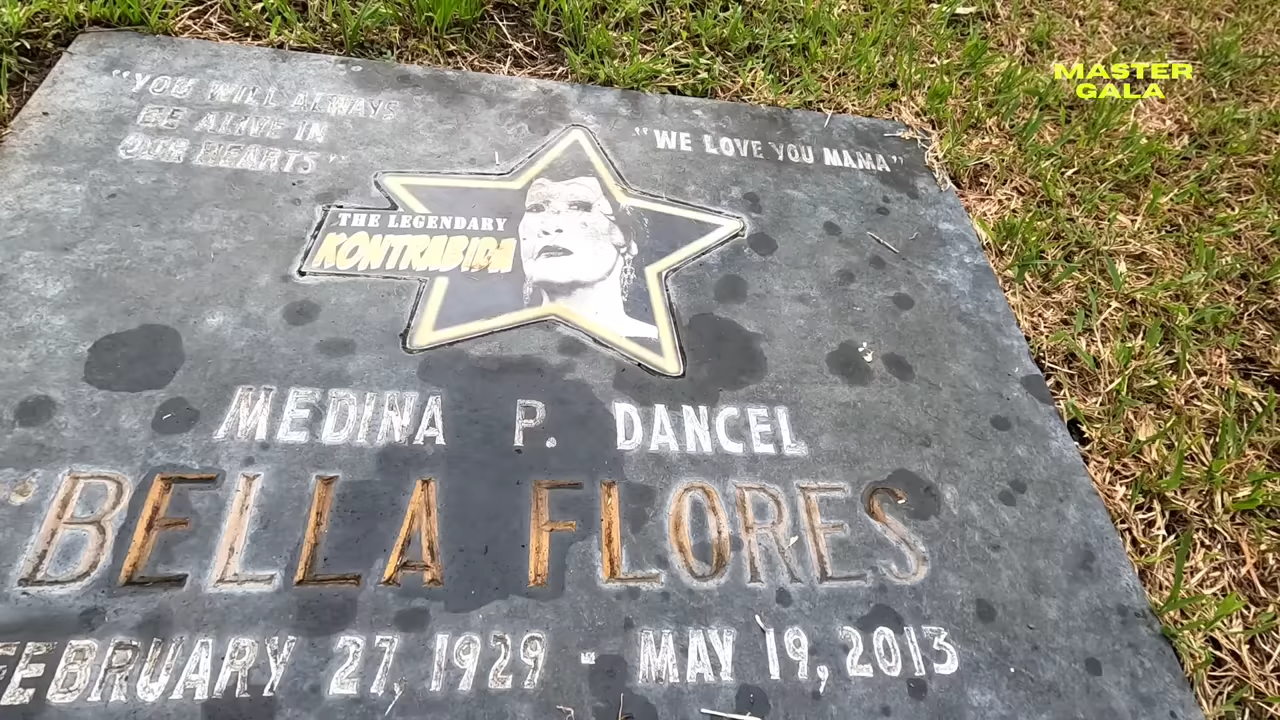 MASTER
GALA
"YOU WILL ALWAYS
BE ALIVE IN
OUR HEARTS"
"WE LOVE YOU MAMA"
THE LEGENDARY
KONTRABIDA
MEDINA P. DANCEL
"BELLA FLORES
FEBRUARY 27, 1929 - MAY 19, 2013